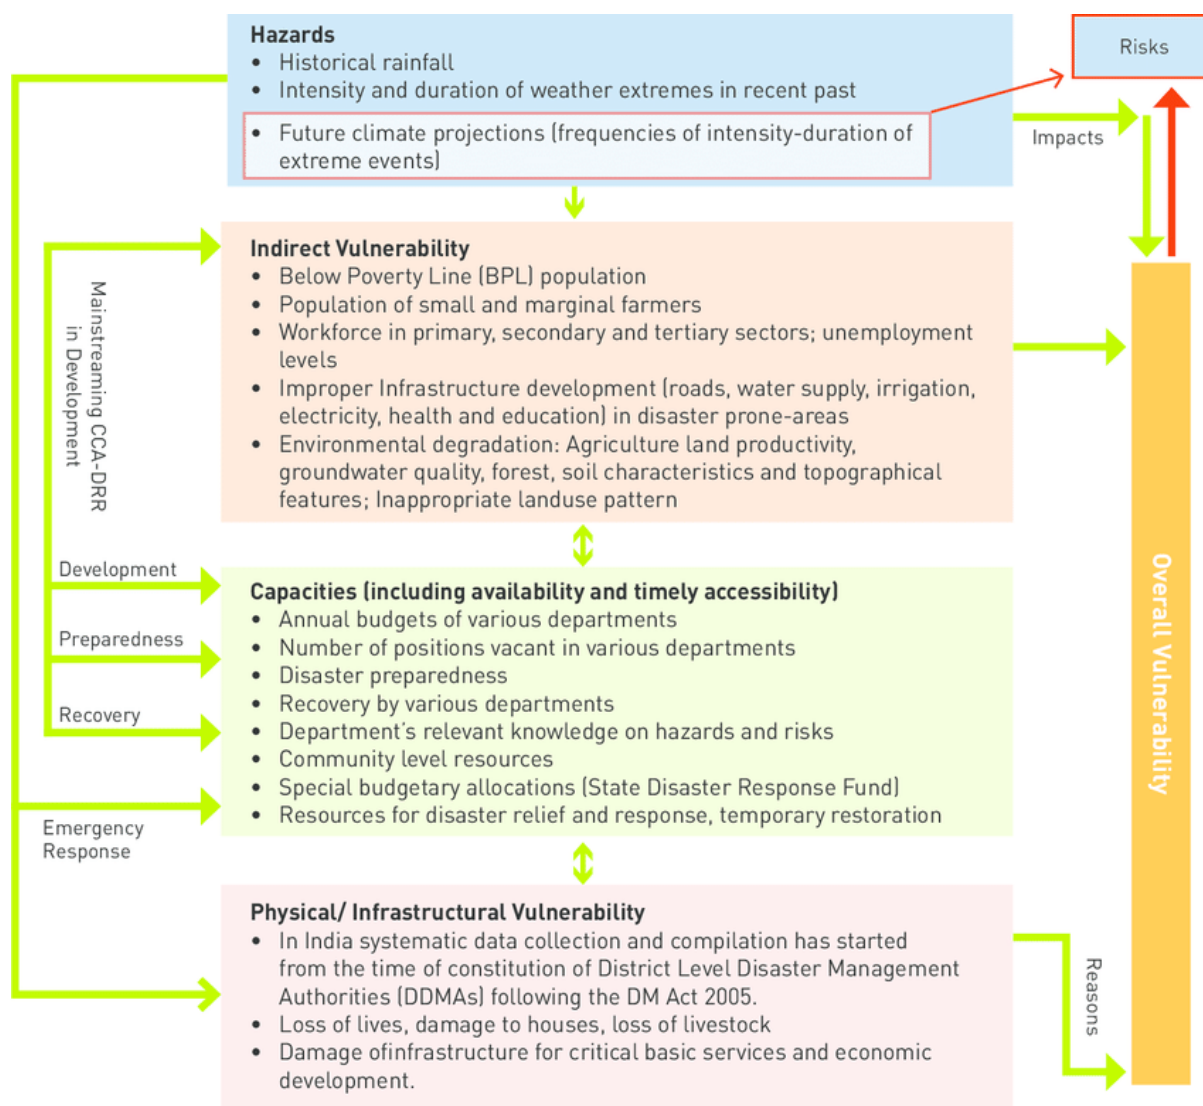 Hazards
• Historical rainfall
• Intensity and duration of weather extremes in recent past
• Future climate projections (frequencies of intensity-duration of
extreme events)
Risks
Impacts
Indirect Vulnerability
• Below Poverty Line (BPL) population
• Population of small and marginal farmers
• Workforce in primary, secondary and tertiary sectors; unemployment
levels
• Improper Infrastructure development (roads, water supply, irrigation,
electricity, health and education) in disaster prone-areas
• Environmental degradation: Agriculture land productivity,
groundwater quality, forest, soil characteristics and topographical
features; Inappropriate landuse pattern
Mainstreaming CCA-DRR
in Development
Development
Preparedness
Recovery
Emergency
Response
Capacities (including availability and timely accessibility)
• Annual budgets of various departments
• Number of positions vacant in various departments
• Disaster preparedness
• Recovery by various departments
• Department's relevant knowledge on hazards and risks
• Community level resources
• Special budgetary allocations (State Disaster Response Fund)
• Resources for disaster relief and response, temporary restoration
Physical/ Infrastructural Vulnerability
• In India systematic data collection and compilation has started
from the time of constitution of District Level Disaster Management
Authorities (DDMAs) following the DM Act 2005.
• Loss of lives, damage to houses, loss of livestock
• Damage ofinfrastructure for critical basic services and economic
development.
Reasons
Overall Vulnerability